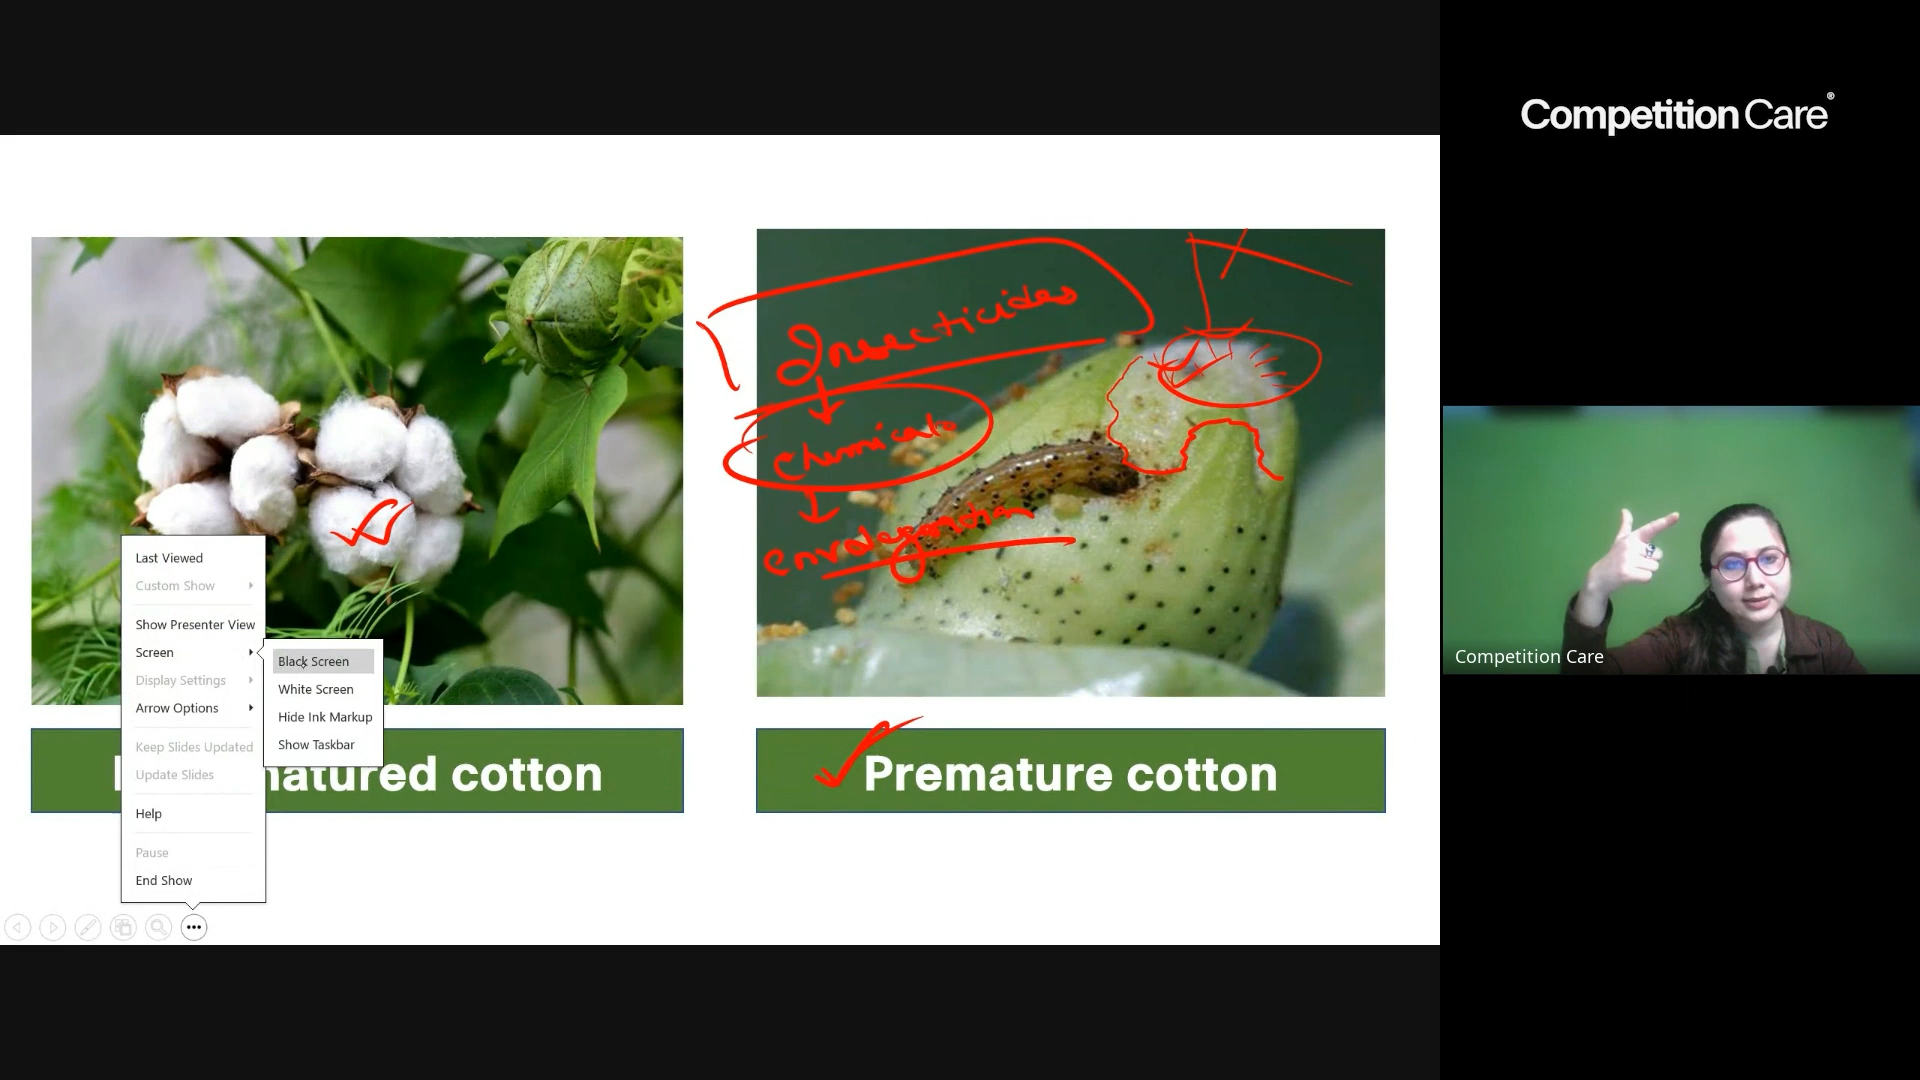 Competition Care®
Insecticides
Chemicals
env degradation
Last Viewed
Custom Show
Show Presenter View
Screen
Display Settings
Arrow Options
Keep Slides Updated
Update Slides
Help
Pause
End Show
Black Screen
White Screen
Hide Ink Markup
Show Taskbar
cotton
Premature cotton
Competition Care